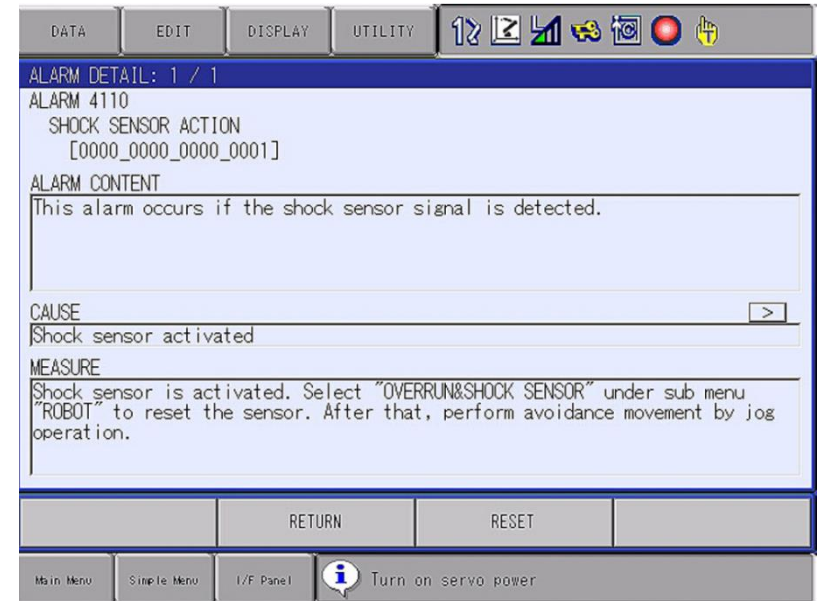 DATA EDIT DISPLAY UTILITY
ALARM DETAIL: 1 / 1
ALARM 4110
SHOCK SENSOR ACTION
[0000_0000_0000_0001]
ALARM CONTENT
This alarm occurs if the shock sensor signal is detected.
CAUSE >
Shock sensor activated
MEASURE
Shock sensor is activated. Select "OVERRUN&SHOCK SENSOR" under sub menu
"ROBOT" to reset the sensor. After that, perform avoidance movement by jog
operation.
RETURN RESET
Main Menu Simple Menu I/F Panel Turn on servo power